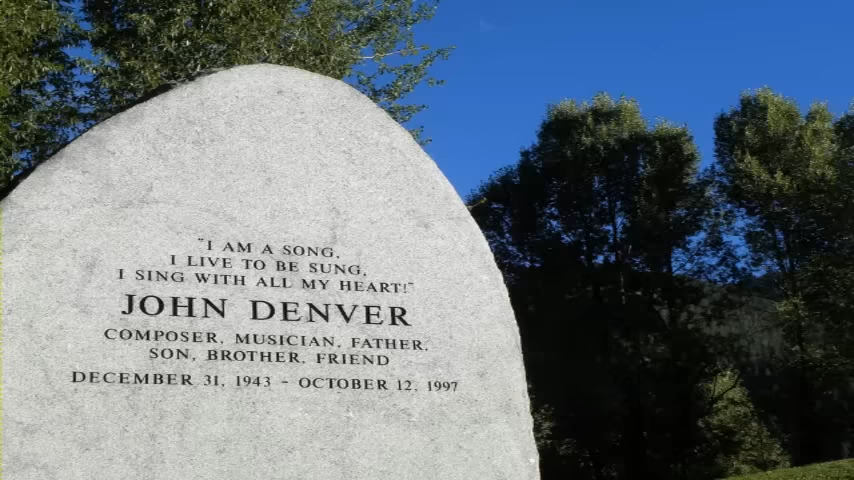 "I AM A SONG,
I LIVE TO BE SUNG,
I SING WITH ALL MY HEART!"
JOHN DENVER
COMPOSER, MUSICIAN, FATHER,
SON, BROTHER, FRIEND
DECEMBER 31, 1943 - OCTOBER 12, 1997